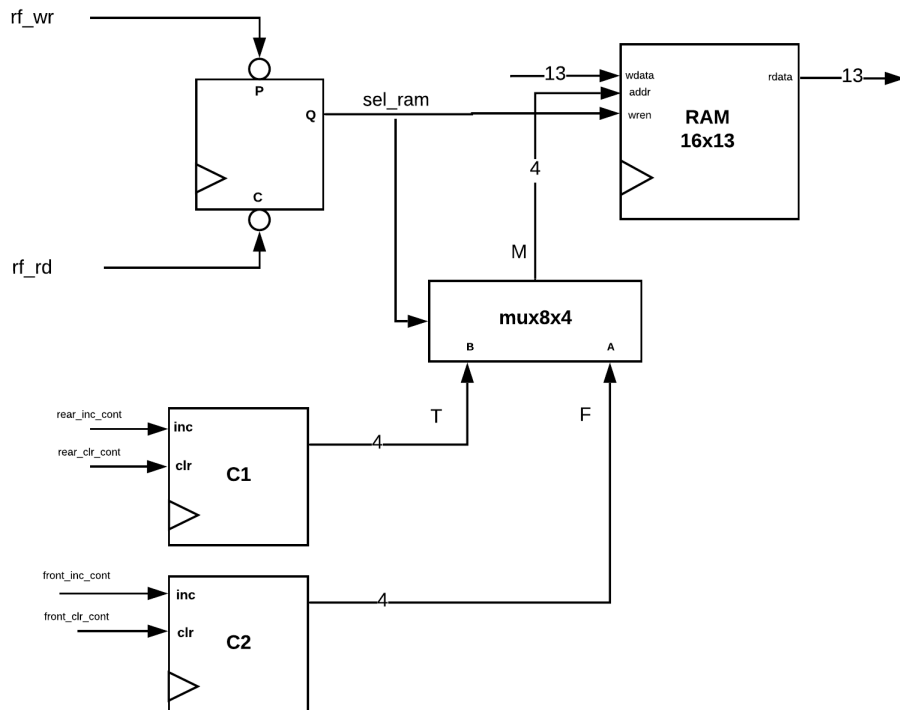 rf_wr
P
Q
sel_ram
C
rf_rd
13
wdata
addr
wren
rdata
13
RAM
16x13
4
M
mux8x4
B
A
T
F
rear_inc_cont
rear_clr_cont
inc
clr
C1
4
front_inc_cont
front_clr_cont
inc
clr
C2
4